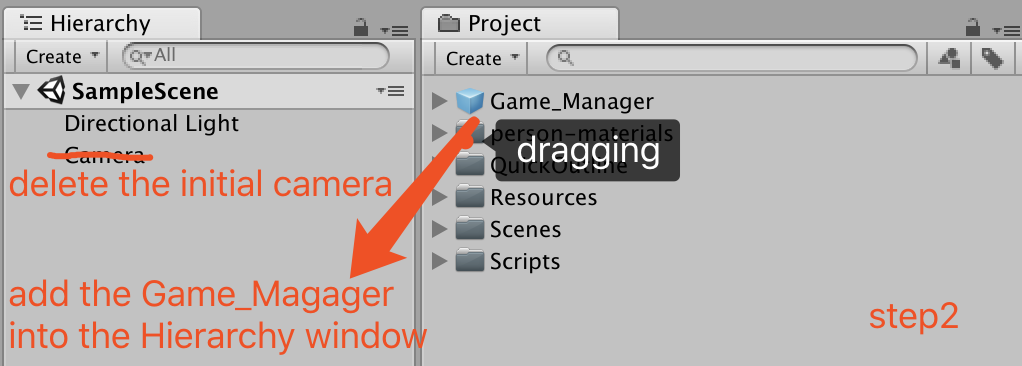 Hierarchy
Create
All
SampleScene
Directional Light
Camera
delete the initial camera
add the Game_Magager
into the Hierarchy window
Project
Create
Game_Manager
person-materials
dragging
QuickOutline
Resources
Scenes
Scripts
step2